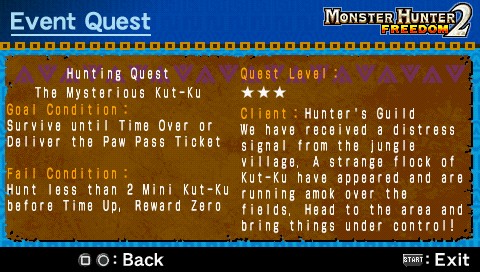 Event Quest
MONSTER HUNTER
FREEDOM 2
Hunting Quest
The Mysterious Kut-Ku
Goal Condition:
Survive until Time Over or
Deliver the Paw Pass Ticket
Fail Condition:
Hunt less than 2 Mini Kut-Ku
before Time Up, Reward Zero
Quest Level:
★★★
Client:Hunter's Guild
We have received a distress
signal from the jungle
village. A strange flock of
Kut-Ku have appeared and are
running amok over the
fields. Head to the area and
bring things under control!
□○: Back
START: Exit